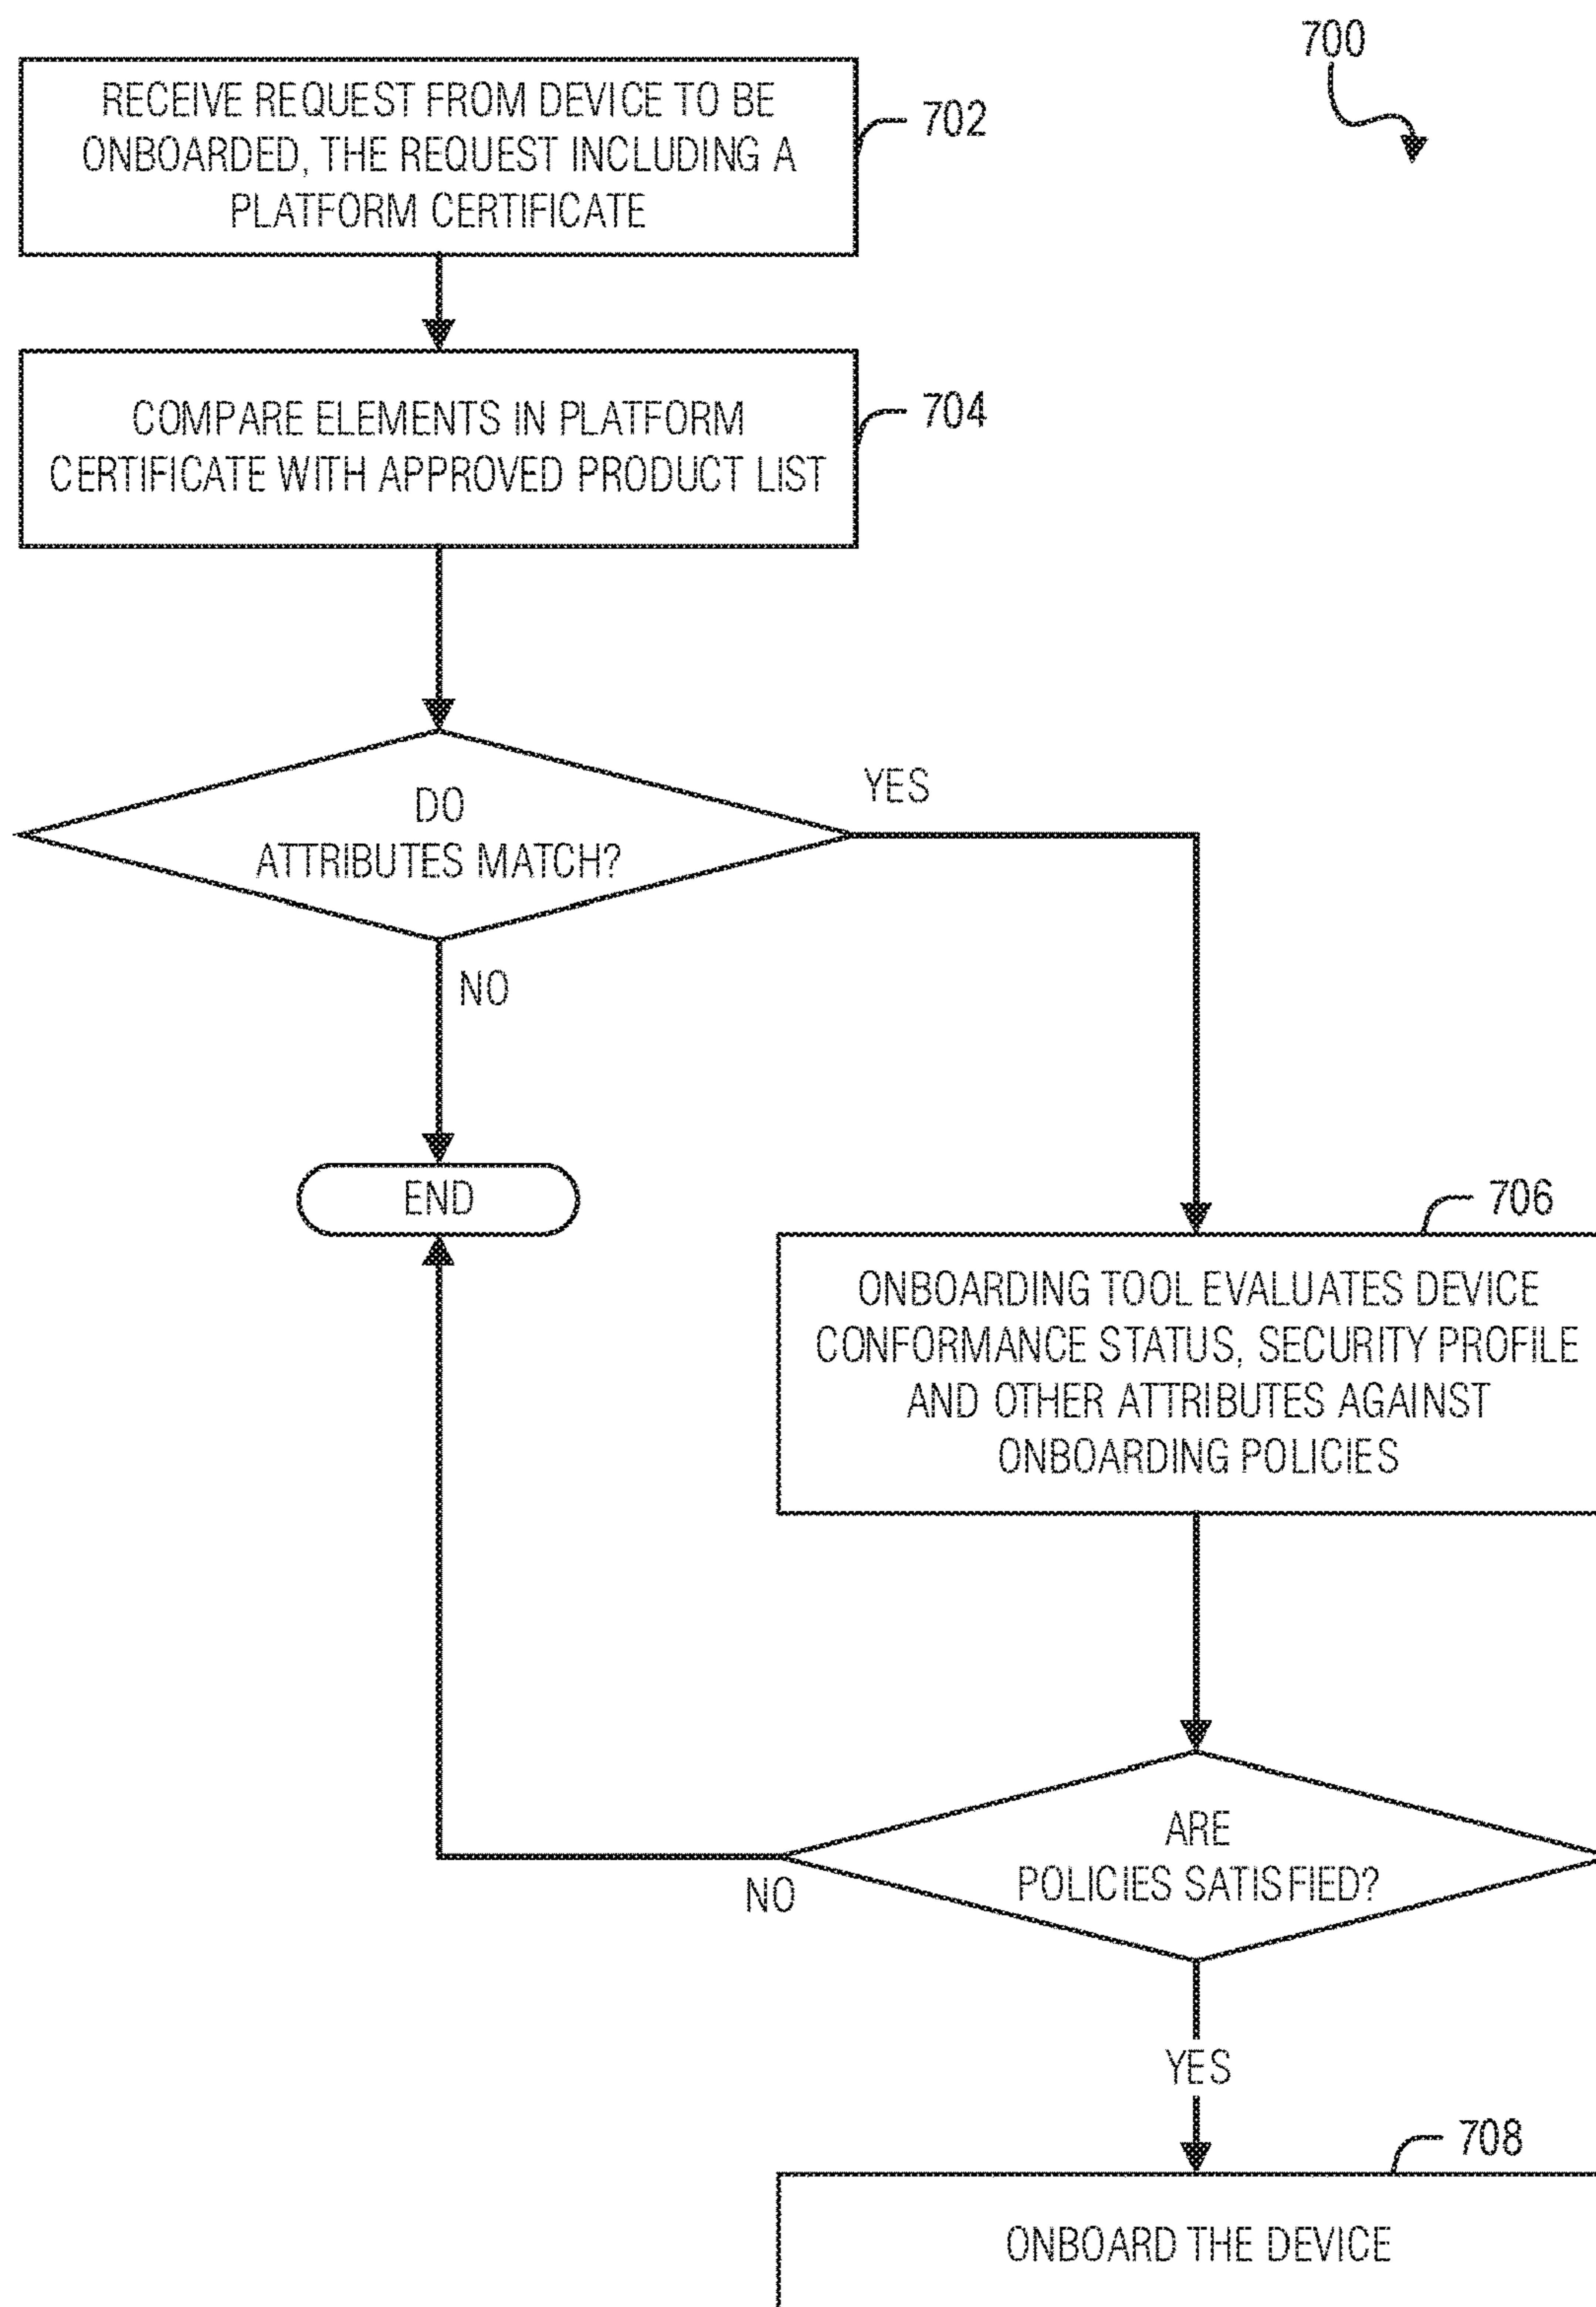 700
RECEIVE REQUEST FROM DEVICE TO BE
ONBOARDED, THE REQUEST INCLUDING A
PLATFORM CERTIFICATE
702
COMPARE ELEMENTS IN PLATFORM
CERTIFICATE WITH APPROVED PRODUCT LIST
704
DO
ATTRIBUTES MATCH?
YES
NO
END
706
ONBOARDING TOOL EVALUATES DEVICE
CONFORMANCE STATUS, SECURITY PROFILE
AND OTHER ATTRIBUTES AGAINST
ONBOARDING POLICIES
ARE
POLICIES SATISFIED?
NO
YES
708
ONBOARD THE DEVICE